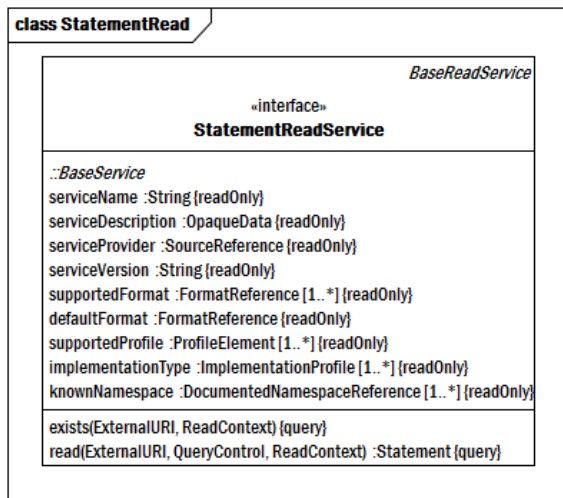 class StatementRead
BaseReadService
«interface»
StatementReadService
::BaseService
serviceName :String {readOnly}
serviceDescription :OpaqueData {readOnly}
serviceProvider :SourceReference {readOnly}
serviceVersion :String {readOnly}
supportedFormat :FormatReference [1..*] {readOnly}
defaultFormat :FormatReference {readOnly}
supportedProfile :ProfileElement [1..*] {readOnly}
implementationType :ImplementationProfile [1..*] {readOnly}
knownNamespace :DocumentedNamespaceReference [1..*] {readOnly}
exists(ExternalURI, ReadContext) {query}
read(ExternalURI, QueryControl, ReadContext) :Statement {query}